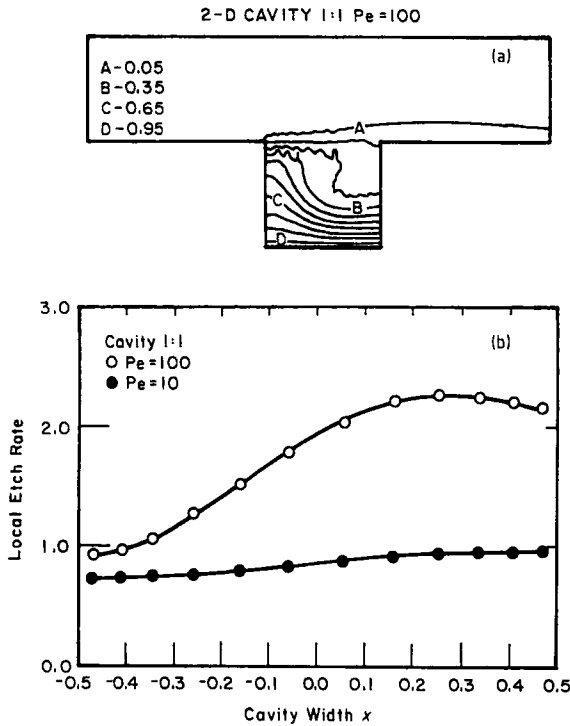 2-D CAVITY 1:1 Pe=100
(a)
A-0.05
B-0.35
C-0.65
D-0.95
A
B
C
D
3.0
2.0
1.0
0.0
Local Etch Rate
Cavity 1:1
Pe=100
Pe=10
(b)
-0.5 -0.4 -0.3 -0.2 -0.1 0.0 0.1 0.2 0.3 0.4 0.5
Cavity Width x